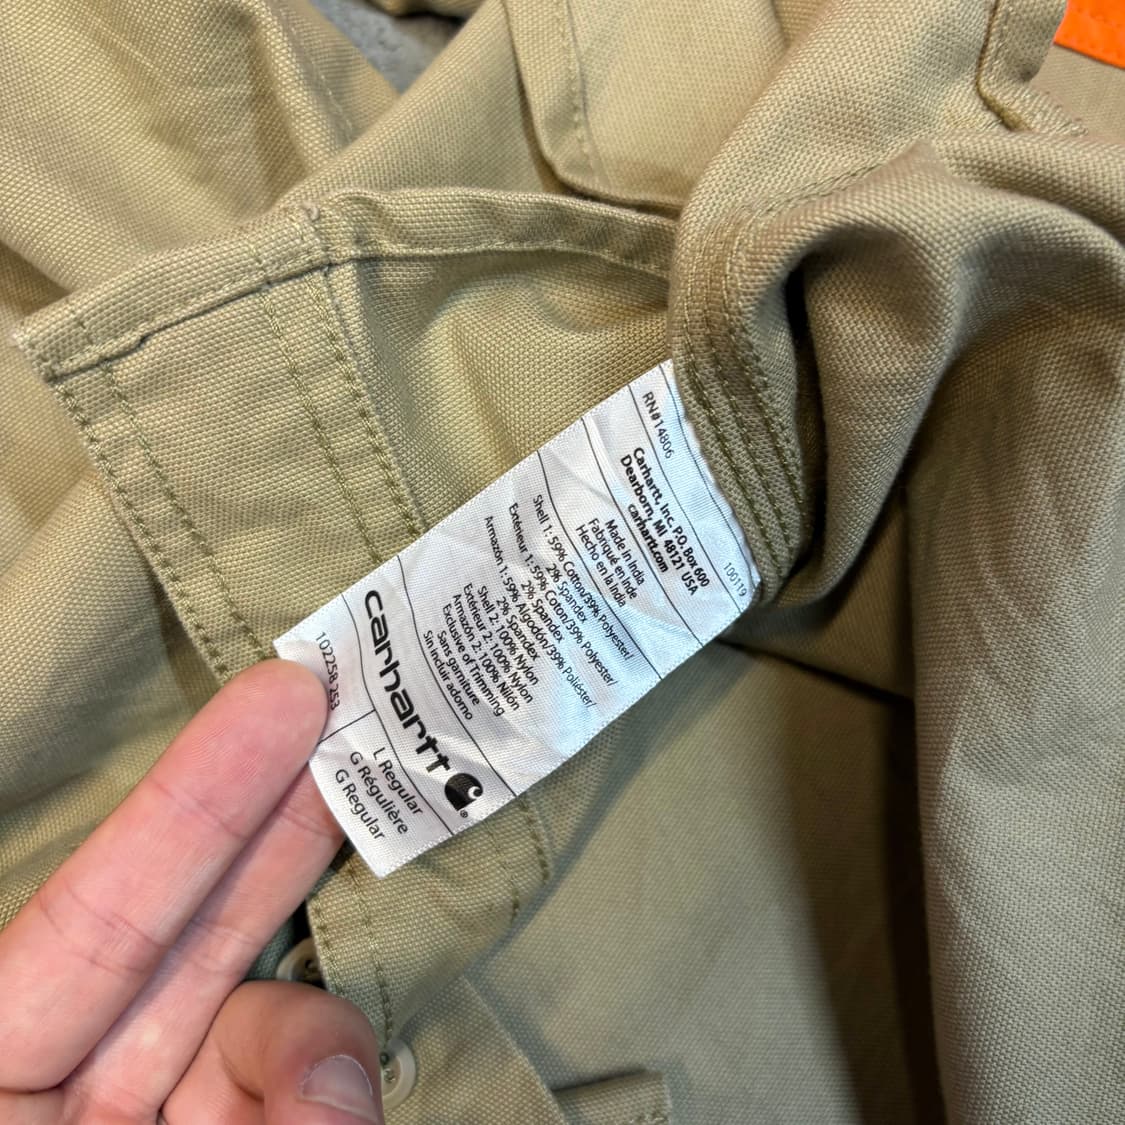 RN#14806
100119
Carhartt, Inc. P.O. Box 600
Dearborn, MI 48121 USA
carhartt.com
Made in India
Fabriqué en Inde
Hecho en la India
Shell 1: 59% Cotton/39% Polyester/
2% Spandex
Extérieur 1: 59% Coton/39% Polyester/
2% Spandex
Armazón 1: 59% Algodón/39% Poliéster/
2% Spandex
Shell 2: 100% Nylon
Extérieur 2: 100% Nylon
Armazón 2: 100% Nilón
Exclusive of Trimming
Sans garniture
Sin incluir adorno
carhartt
102258 253
L Regular
G Régulière
G Regular